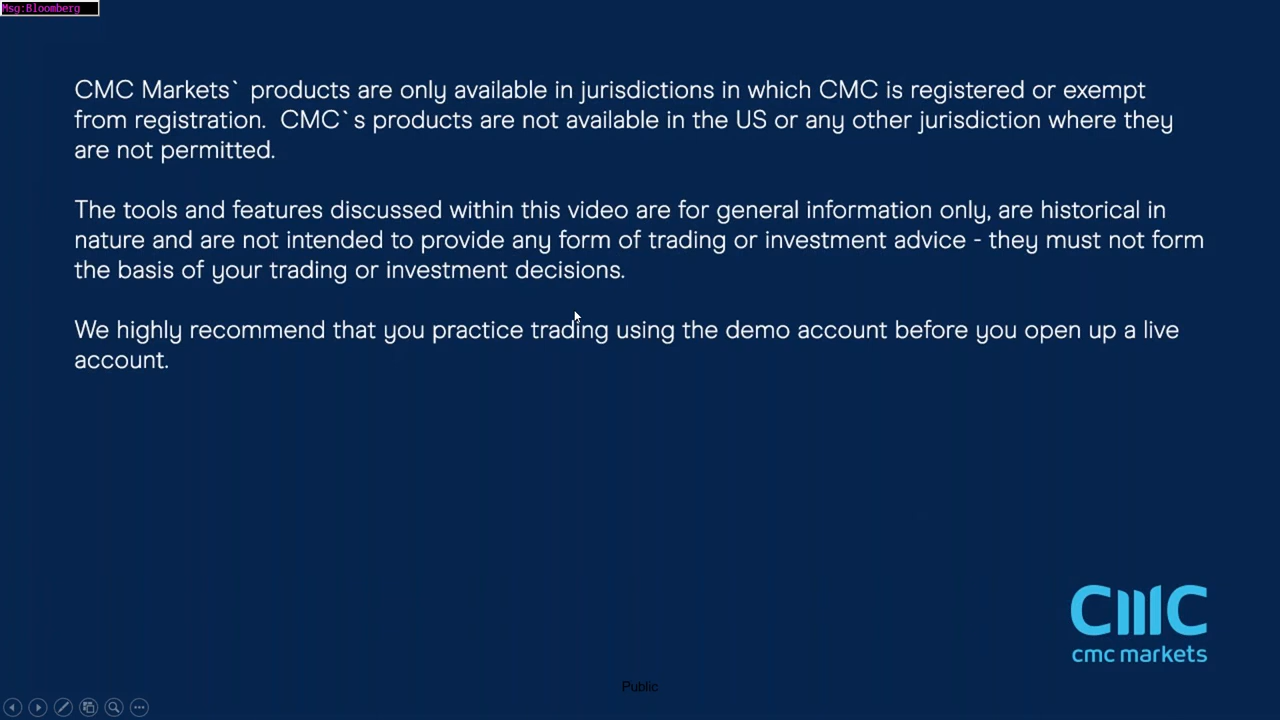 Msg:Bloomberg
CMC Markets` products are only available in jurisdictions in which CMC is registered or exempt
from registration.  CMC`s products are not available in the US or any other jurisdiction where they
are not permitted.
The tools and features discussed within this video are for general information only, are historical in
nature and are not intended to provide any form of trading or investment advice - they must not form
the basis of your trading or investment decisions.
We highly recommend that you practice trading using the demo account before you open up a live
account.
CMC
cmc markets
Public